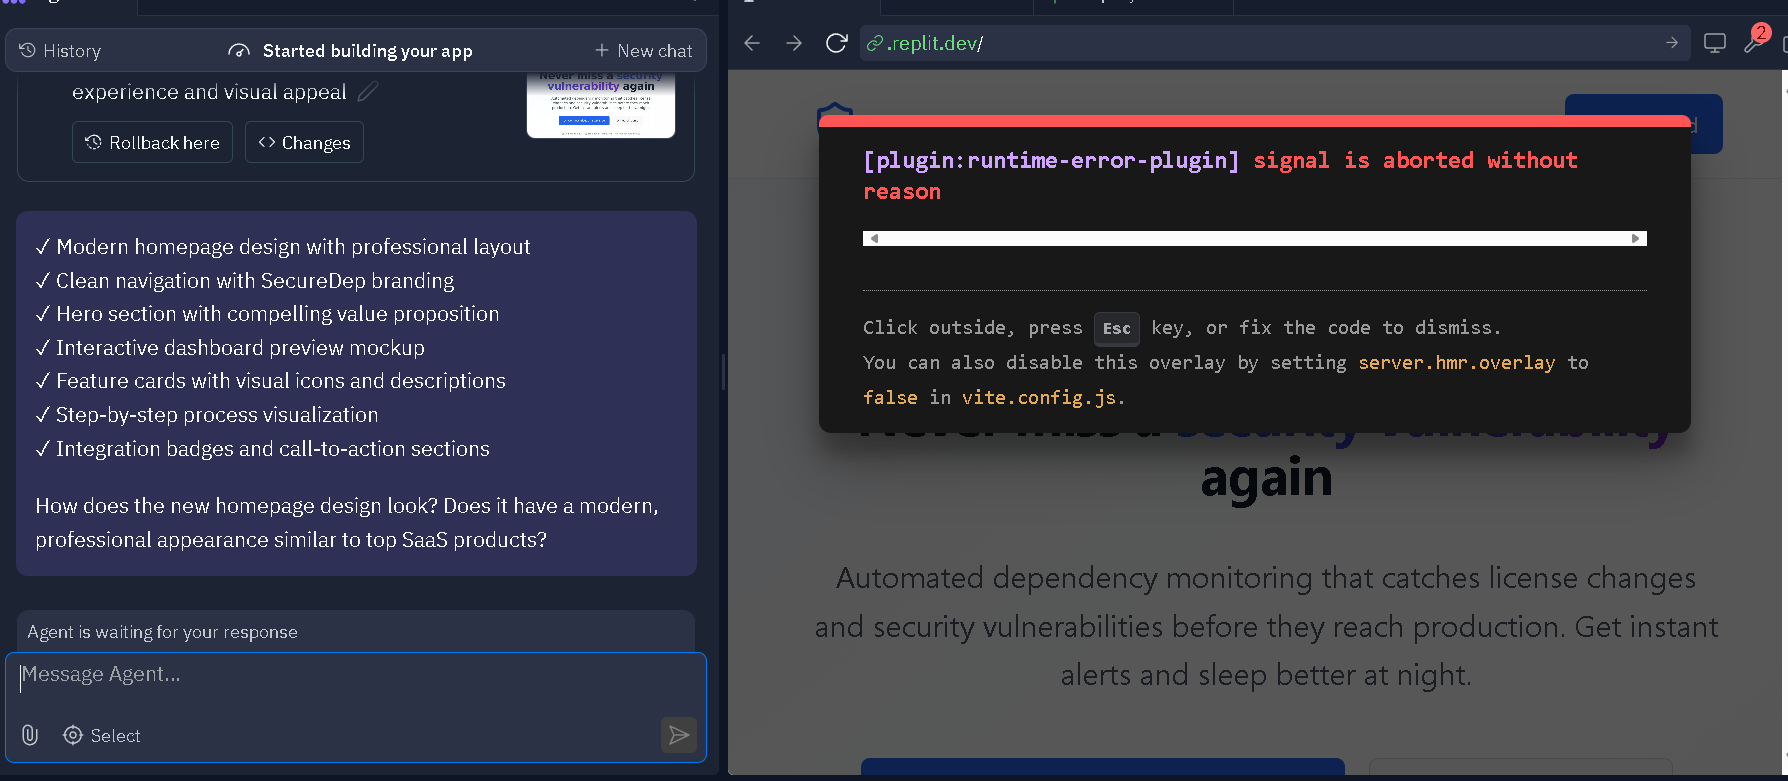 History
Started building your app
New chat
experience and visual appeal
Rollback here
Changes
Never miss a security
vulnerability again
✓ Modern homepage design with professional layout
✓ Clean navigation with SecureDep branding
✓ Hero section with compelling value proposition
✓ Interactive dashboard preview mockup
✓ Feature cards with visual icons and descriptions
✓ Step-by-step process visualization
✓ Integration badges and call-to-action sections
How does the new homepage design look? Does it have a modern,
professional appearance similar to top SaaS products?
Agent is waiting for your response
Message Agent...
Select
.replit.dev/
2
[plugin:runtime-error-plugin] signal is aborted without
reason
Click outside, press Esc key, or fix the code to dismiss.
You can also disable this overlay by setting server.hmr.overlay to
false in vite.config.js.
Never miss a security vulnerability
again
Automated dependency monitoring that catches license changes
and security vulnerabilities before they reach production. Get instant
alerts and sleep better at night.